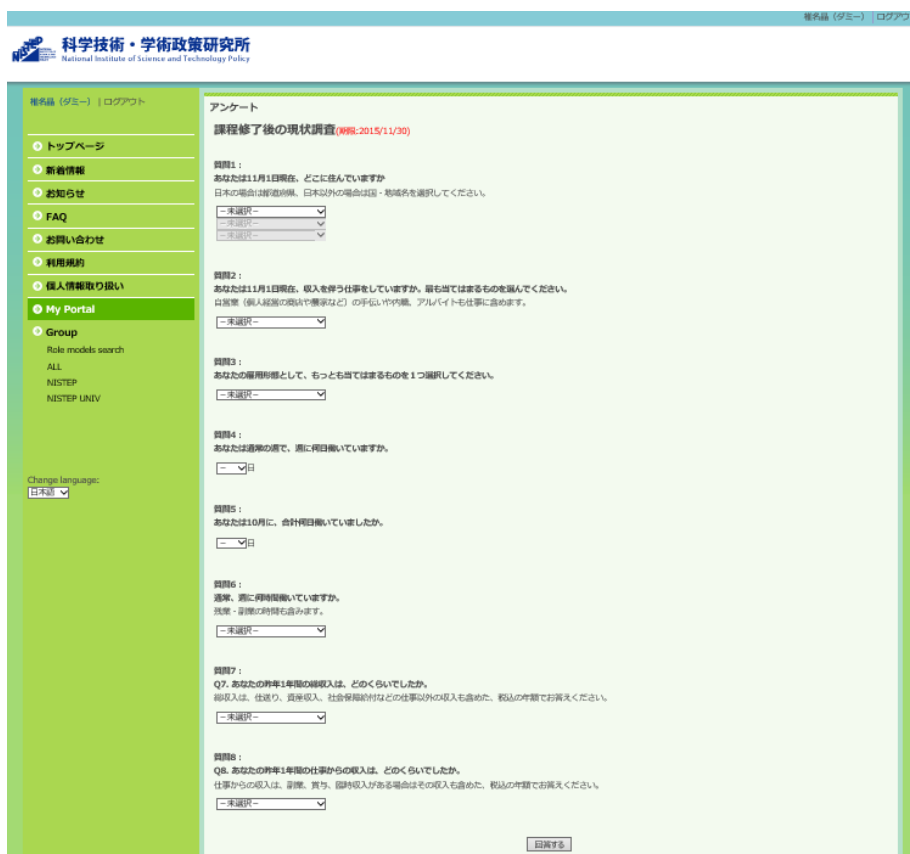 椎名晶（ダミー）｜ログアウ
NISTEP
科学技術・学術政策研究所
National Institute of Science and Technology Policy
椎名晶（ダミー）｜ログアウト
トップページ
新着情報
お知らせ
FAQ
お問い合わせ
利用規約
個人情報取り扱い
My Portal
Group
Role models search
ALL
NISTEP
NISTEP UNIV
Change language:
日本語
アンケート
課程修了後の現状調査(期限:2015/11/30)
質問1：
あなたは11月1日現在、どこに住んでいますか
日本の場合は都道府県、日本以外の場合は国・地域名を選択してください。
－未選択－
－未選択－
－未選択－
質問2：
あなたは11月1日現在、収入を伴う仕事をしていますか。最も当てはまるものを選んでください。
自営業（個人経営の商店や農家など）の手伝いや内職、アルバイトも仕事に含めます。
－未選択－
質問3：
あなたの雇用形態として、もっとも当てはまるものを１つ選択してください。
－未選択－
質問4：
あなたは通常の週で、週に何日働いていますか。
－ 日
質問5：
あなたは10月に、合計何日働いていましたか。
－ 日
質問6：
通常、週に何時間働いていますか。
残業・副業の時間も含みます。
－未選択－
質問7：
Q7. あなたの昨年1年間の総収入は、どのくらいでしたか。
総収入は、仕送り、資産収入、社会保障給付などの仕事以外の収入も含めた、税込の年額でお答えください。
－未選択－
質問8：
Q8. あなたの昨年1年間の仕事からの収入は、どのくらいでしたか。
仕事からの収入は、副業、賞与、臨時収入がある場合はその収入も含めた、税込の年額でお答えください。
－未選択－
回答する